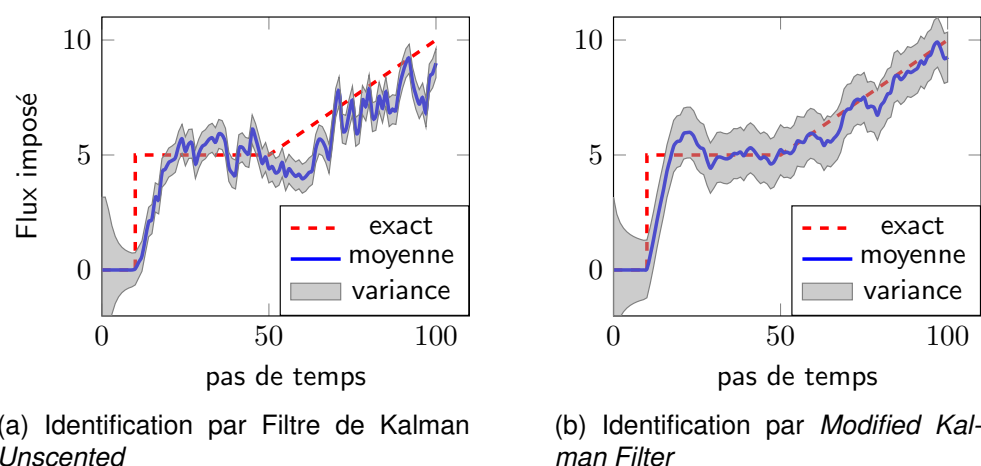 10
5
0
Flux imposé
exact
moyenne
variance
0 50 100
pas de temps
(a) Identification par Filtre de Kalman
Unscented
10
5
0
exact
moyenne
variance
0 50 100
pas de temps
(b) Identification par Modified Kal-
man Filter